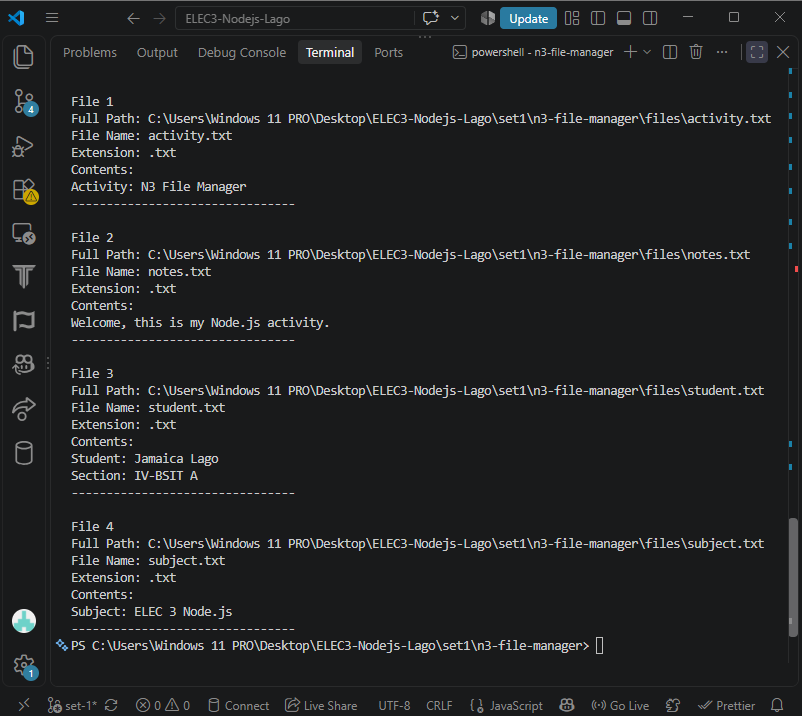 ELEC3-Nodejs-Lago
Update
Problems Output Debug Console Terminal Ports
powershell - n3-file-manager
4
File 1
Full Path: C:\Users\Windows 11 PRO\Desktop\ELEC3-Nodejs-Lago\set1\n3-file-manager\files\activity.txt
File Name: activity.txt
Extension: .txt
Contents:
Activity: N3 File Manager
--------------------------------
File 2
Full Path: C:\Users\Windows 11 PRO\Desktop\ELEC3-Nodejs-Lago\set1\n3-file-manager\files\notes.txt
File Name: notes.txt
Extension: .txt
Contents:
Welcome, this is my Node.js activity.
--------------------------------
File 3
Full Path: C:\Users\Windows 11 PRO\Desktop\ELEC3-Nodejs-Lago\set1\n3-file-manager\files\student.txt
File Name: student.txt
Extension: .txt
Contents:
Student: Jamaica Lago
Section: IV-BSIT A
--------------------------------
File 4
Full Path: C:\Users\Windows 11 PRO\Desktop\ELEC3-Nodejs-Lago\set1\n3-file-manager\files\subject.txt
File Name: subject.txt
Extension: .txt
Contents:
Subject: ELEC 3 Node.js
--------------------------------
PS C:\Users\Windows 11 PRO\Desktop\ELEC3-Nodejs-Lago\set1\n3-file-manager>
1
set-1* 0 0 Connect Live Share UTF-8 CRLF {} JavaScript Go Live Prettier